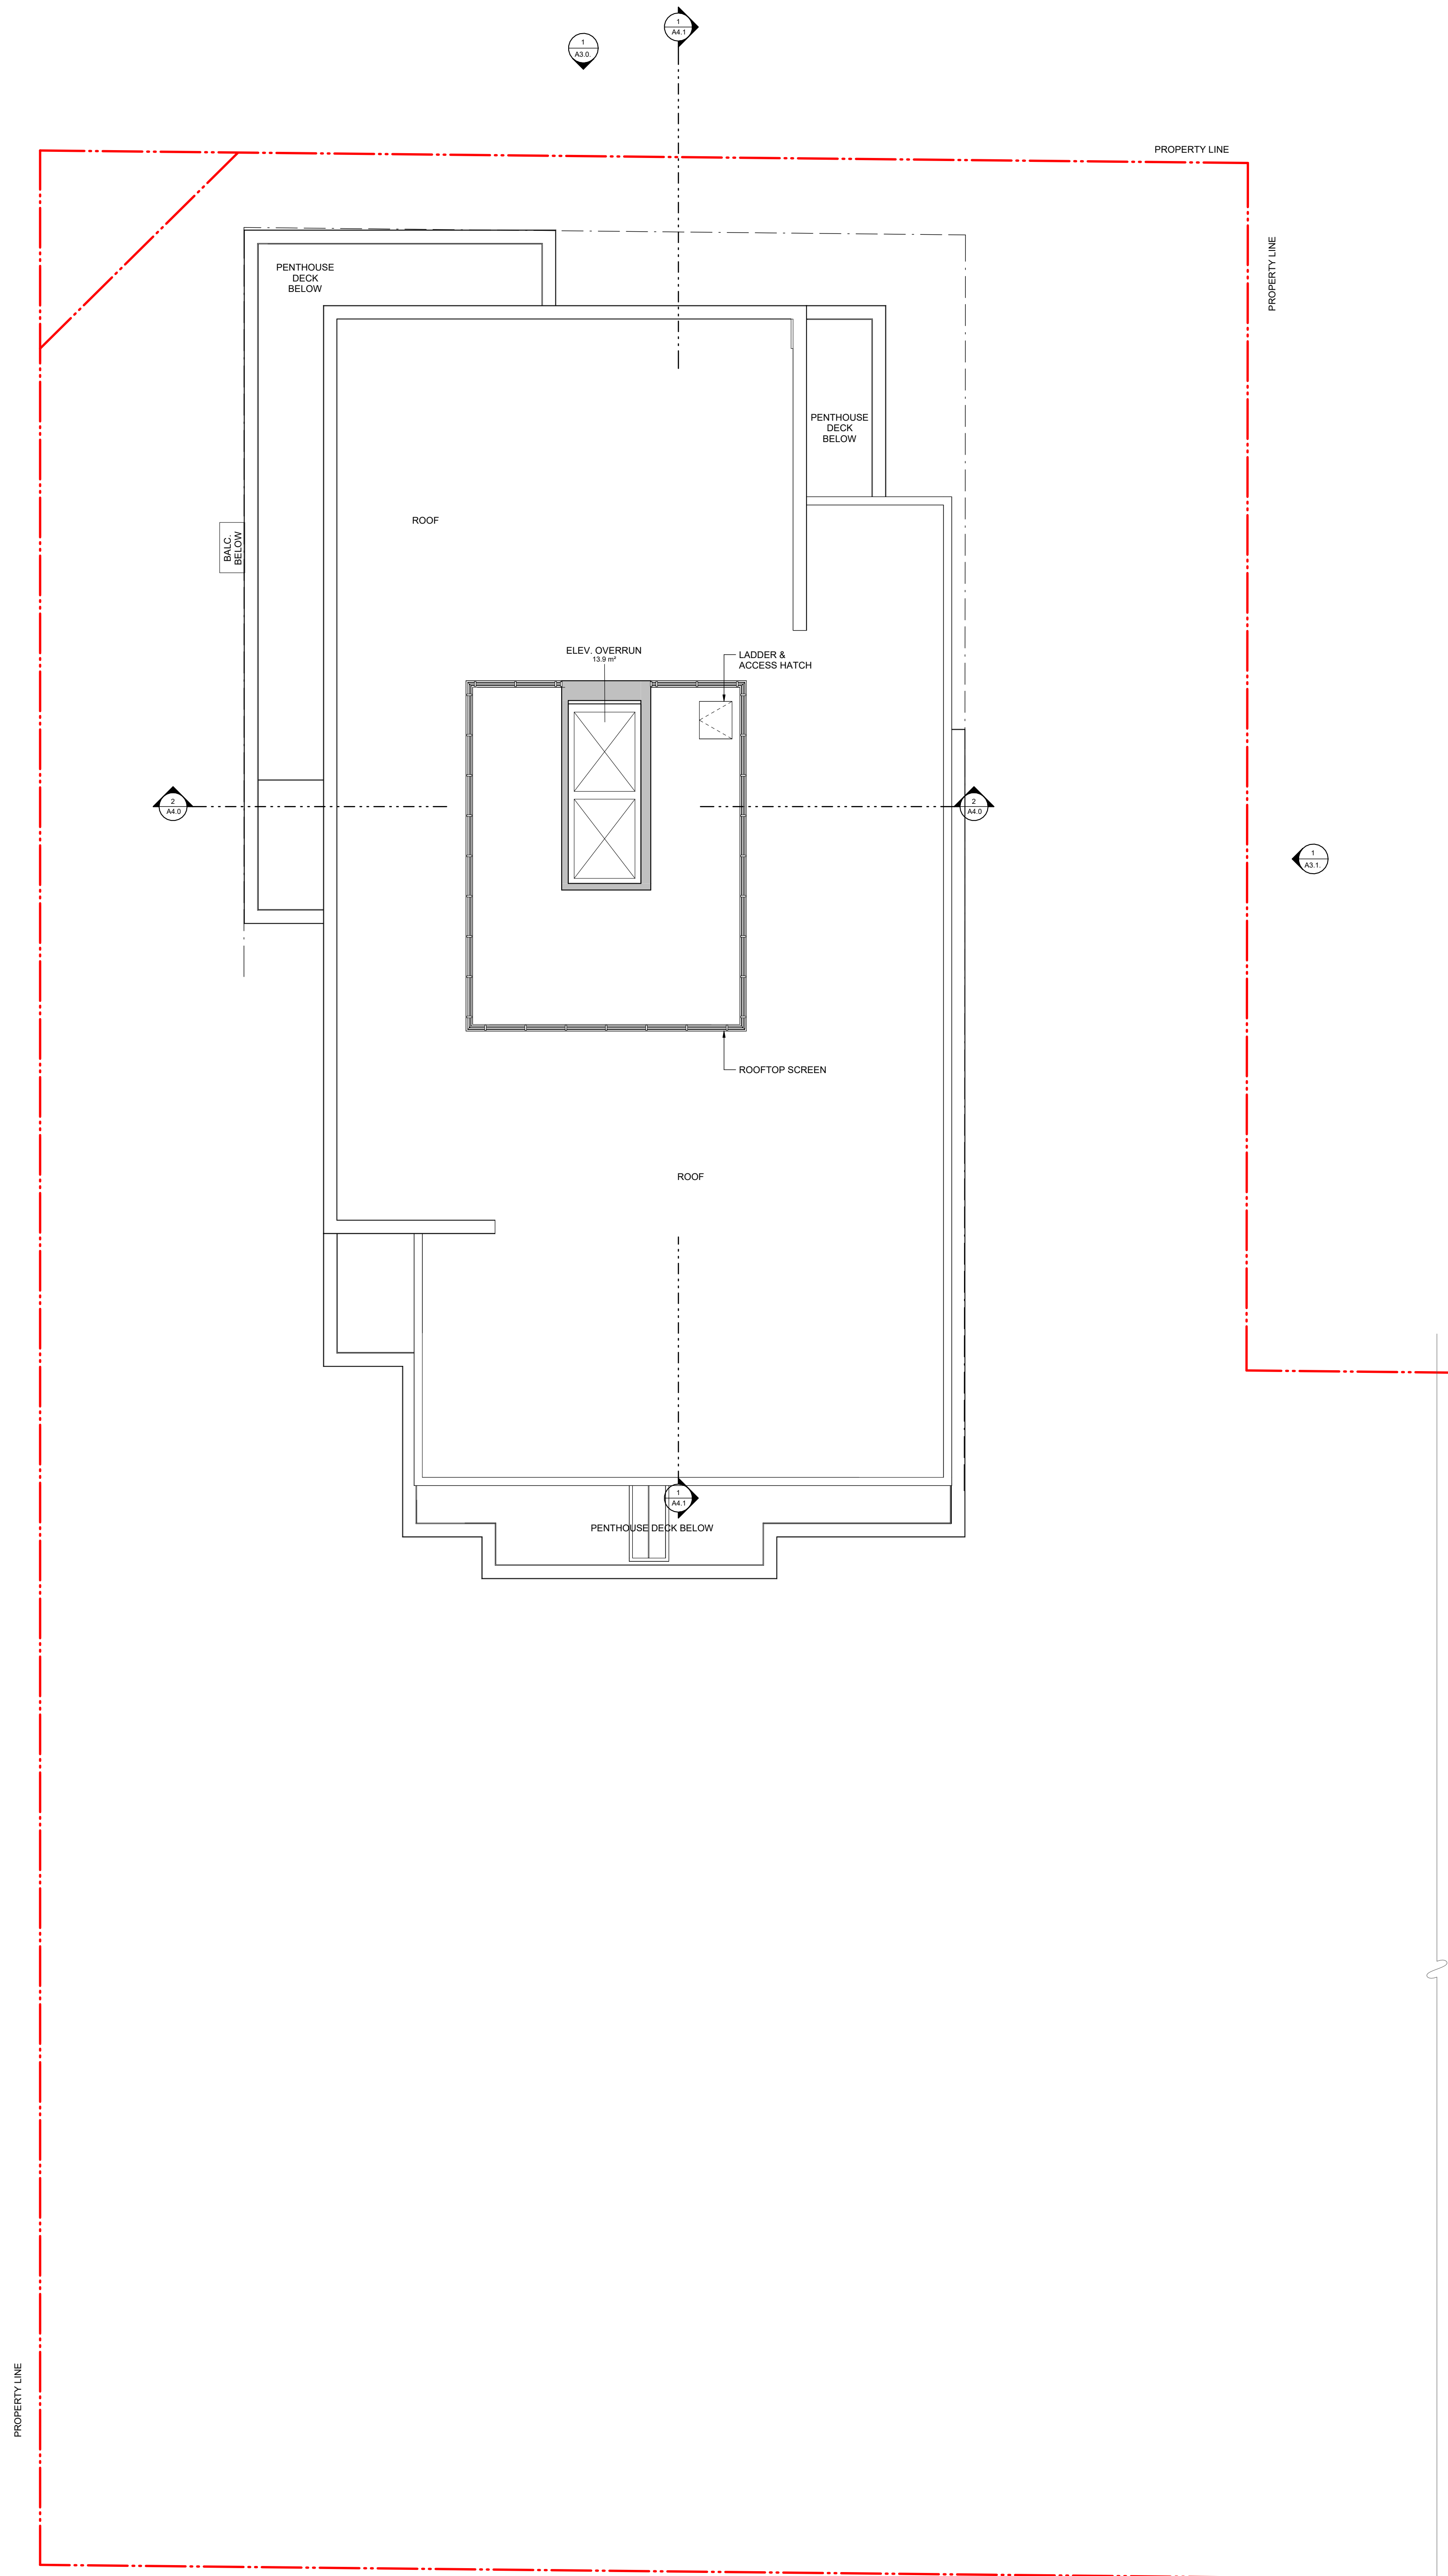 1
A4.1
1
A3.0.
PROPERTY LINE
PROPERTY LINE
PENTHOUSE
DECK
BELOW
PENTHOUSE
DECK
BELOW
ROOF
BALC.
BELOW
ELEV. OVERRUN
13.9 m²
LADDER &
ACCESS HATCH
2
A4.0
2
A4.0
1
A3.1.
ROOFTOP SCREEN
ROOF
1
A4.1
PENTHOUSE DECK BELOW
PROPERTY LINE